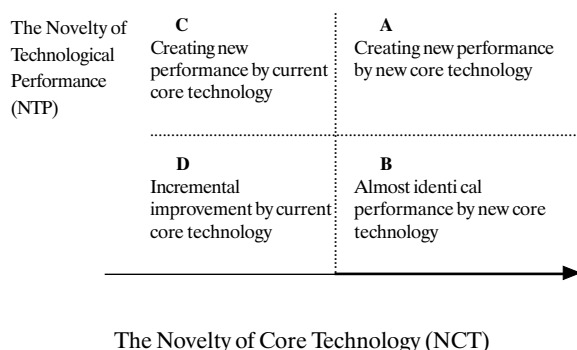 The Novelty of
Technological
Performance
(NTP)
C
Creating new
performance by current
core technology
A
Creating new performance
by new core technology
D
Incremental
improvement by current
core technology
B
Almost identi cal
performance by new core
technology
The Novelty of Core Technology (NCT)